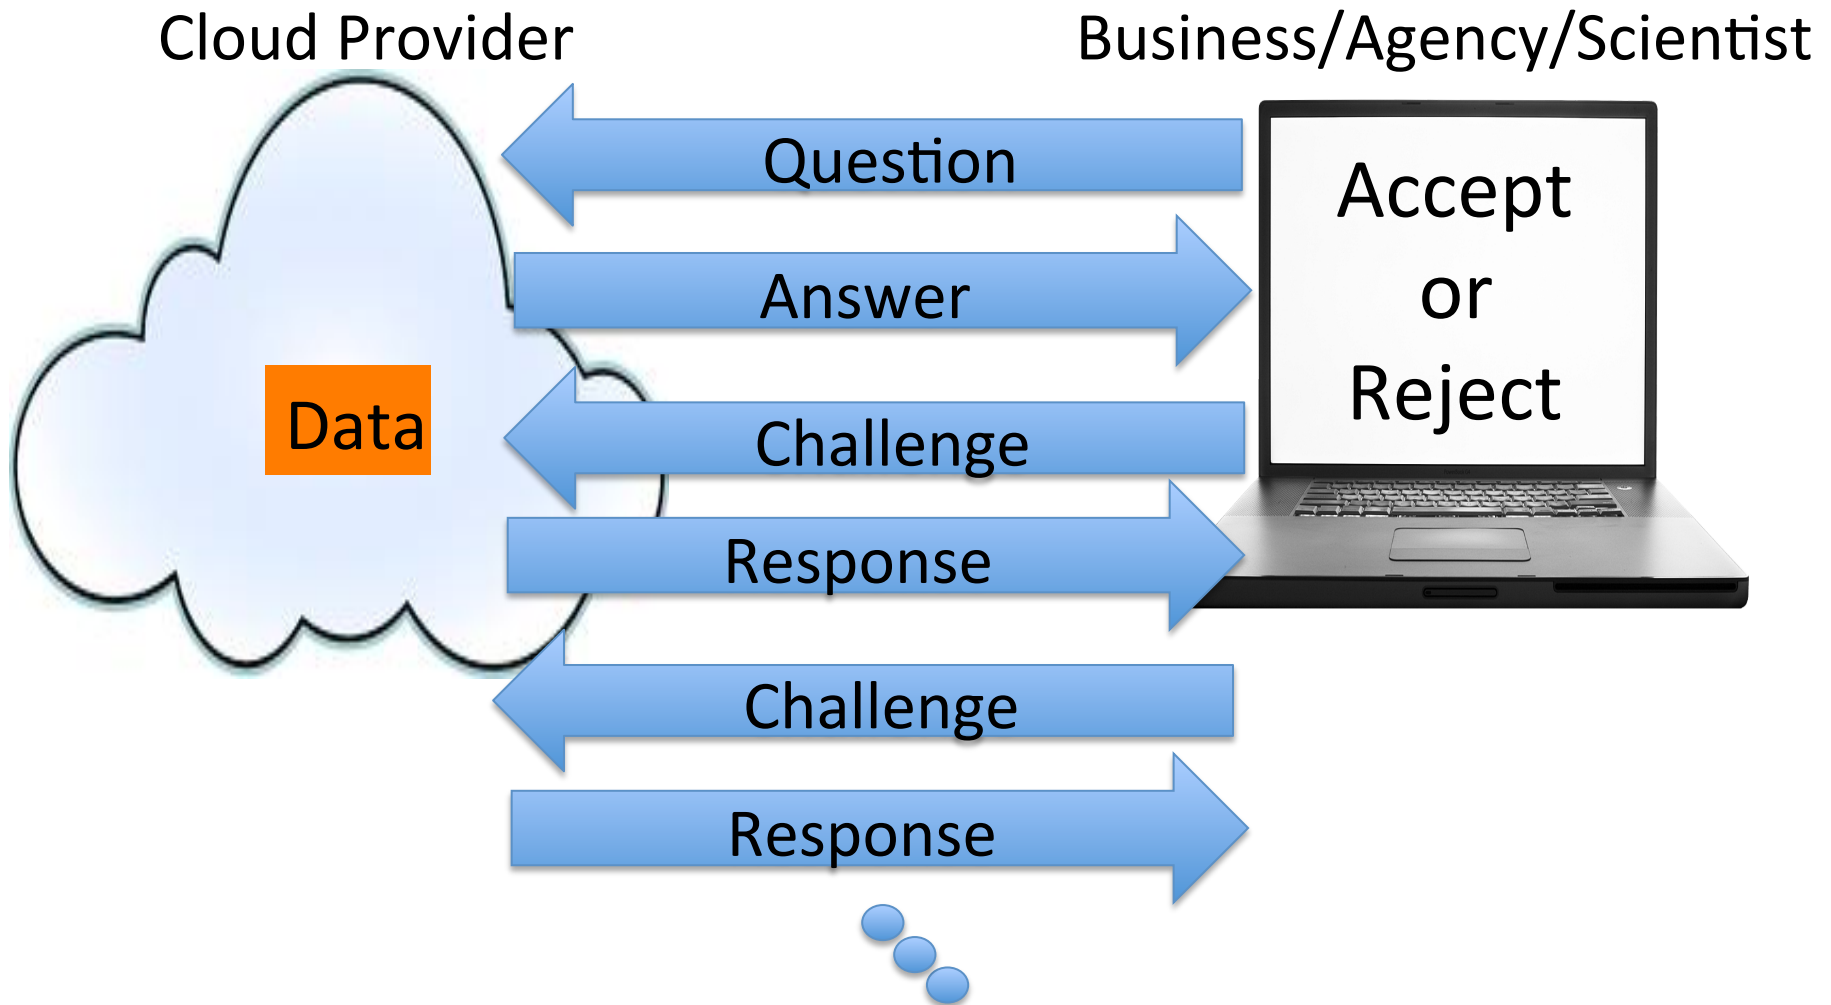 Cloud Provider
Business/Agency/Scientist
Question
Answer
Challenge
Response
Challenge
Response
Data
Accept
or
Reject